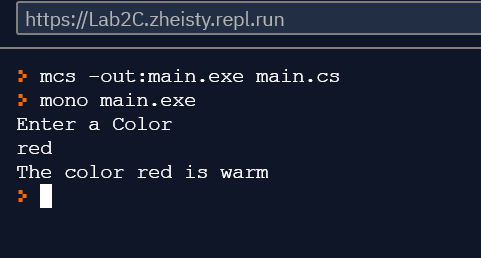 https://Lab2C.zheisty.repl.run
> mcs -out:main.exe main.cs
> mono main.exe
Enter a Color
red
The color red is warm
>